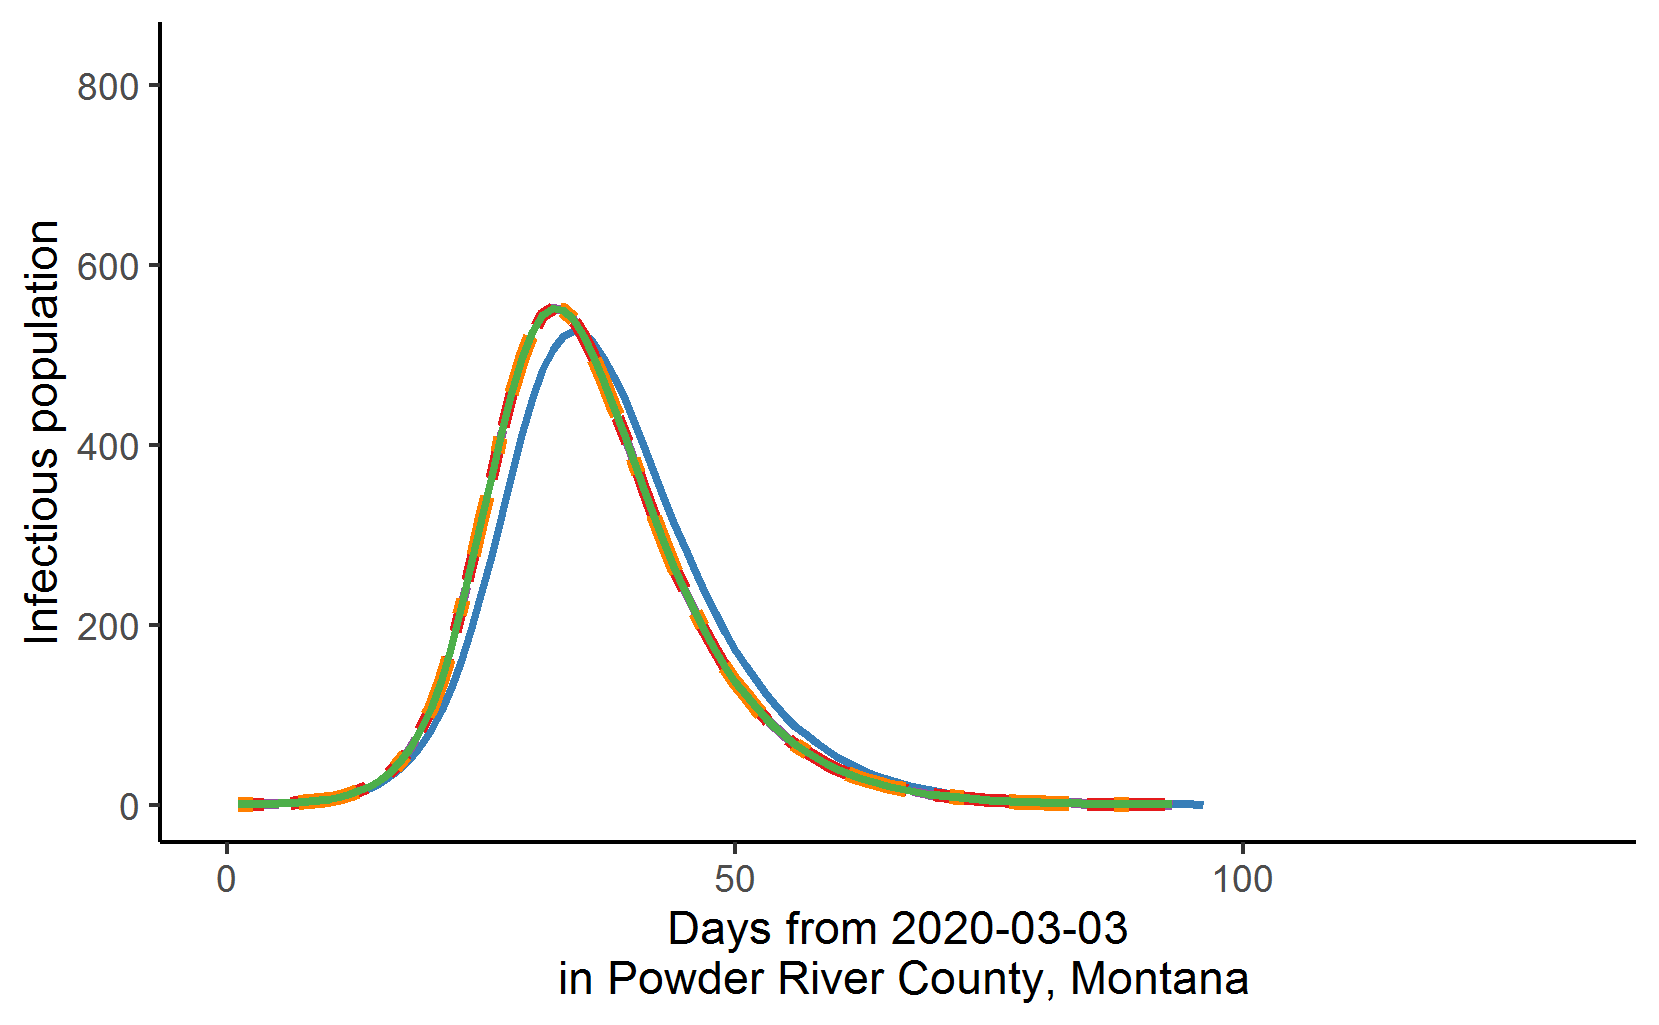 Infectious population
800
600
400
200
0
0 50 100
Days from 2020-03-03
in Powder River County, Montana